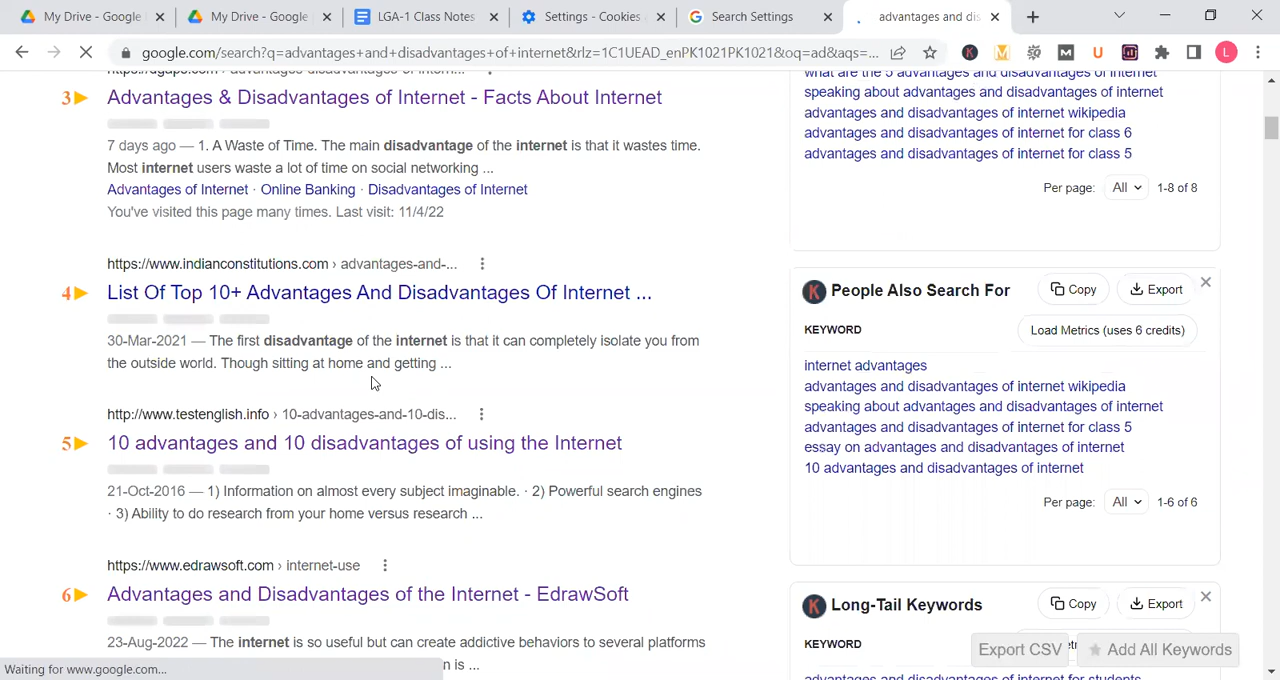 My Drive - Google
My Drive - Google
LGA-1 Class Notes
Settings - Cookies
Search Settings
advantages and dis
google.com/search?q=advantages+and+disadvantages+of+internet&rlz=1C1UEAD_enPK1021PK1021&oq=ad&aqs=...
3 Advantages & Disadvantages of Internet - Facts About Internet
7 days ago — 1. A Waste of Time. The main disadvantage of the internet is that it wastes time.
Most internet users waste a lot of time on social networking ...
Advantages of Internet · Online Banking · Disadvantages of Internet
You've visited this page many times. Last visit: 11/4/22
https://www.indianconstitutions.com › advantages-and-...
4 List Of Top 10+ Advantages And Disadvantages Of Internet ...
30-Mar-2021 — The first disadvantage of the internet is that it can completely isolate you from
the outside world. Though sitting at home and getting ...
http://www.testenglish.info › 10-advantages-and-10-dis...
5 10 advantages and 10 disadvantages of using the Internet
21-Oct-2016 — 1) Information on almost every subject imaginable. · 2) Powerful search engines
· 3) Ability to do research from your home versus research ...
https://www.edrawsoft.com › internet-use
6 Advantages and Disadvantages of the Internet - EdrawSoft
23-Aug-2022 — The internet is so useful but can create addictive behaviors to several platforms
n is ...
Waiting for www.google.com...
what are the 5 advantages and disadvantages of internet
speaking about advantages and disadvantages of internet
advantages and disadvantages of internet wikipedia
advantages and disadvantages of internet for class 6
advantages and disadvantages of internet for class 5
Per page: All 1-8 of 8
K People Also Search For Copy Export
KEYWORD Load Metrics (uses 6 credits)
internet advantages
advantages and disadvantages of internet wikipedia
speaking about advantages and disadvantages of internet
advantages and disadvantages of internet for class 5
essay on advantages and disadvantages of internet
10 advantages and disadvantages of internet
Per page: All 1-6 of 6
K Long-Tail Keywords Copy Export
KEYWORD
Export CSV Add All Keywords
advantages and disadvantages of internet for students